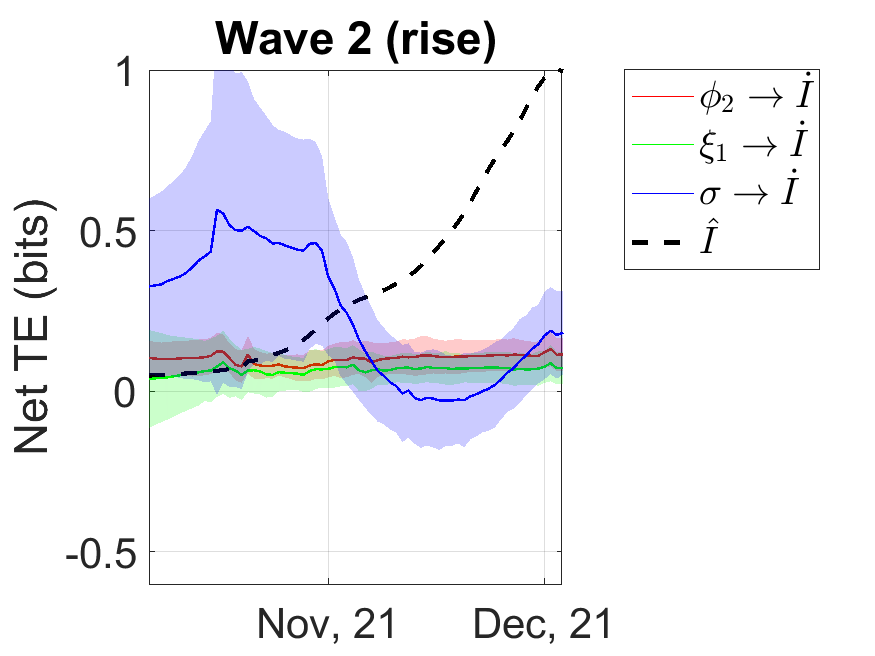 Wave 2 (rise)
Net TE (bits)
1
0.5
0
-0.5
Nov, 21
Dec, 21
ϕ₂ → İ
ξ₁ → İ
σ → İ
Î